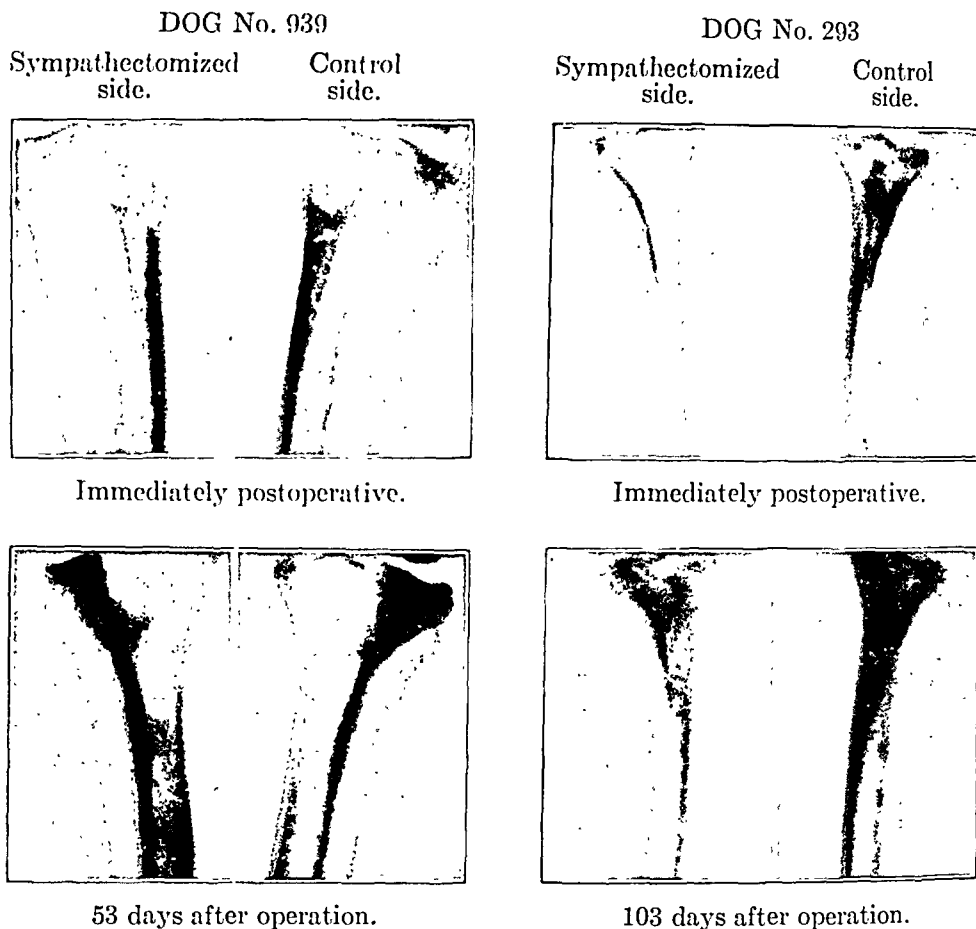 DOG No. 939
Sympathectomized
side.
Control
side.
Immediately postoperative.
53 days after operation.
DOG No. 293
Sympathectomized
side.
Control
side.
Immediately postoperative.
103 days after operation.